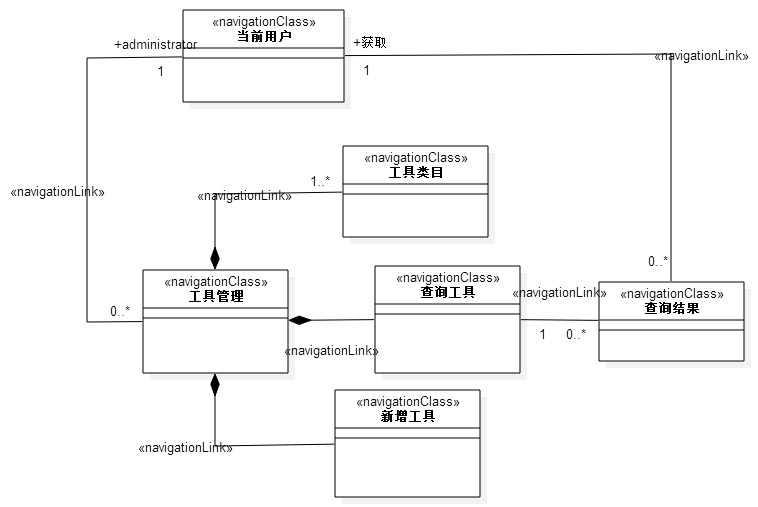 «navigationClass»
当前用户
+administrator
1
+获取
1
«navigationLink»
«navigationLink»
«navigationClass»
工具类目
1..*
«navigationLink»
0..*
«navigationClass»
工具管理
0..*
«navigationClass»
查询工具
«navigationLink»
«navigationLink»
1
0..*
«navigationClass»
查询结果
«navigationClass»
新增工具
«navigationLink»